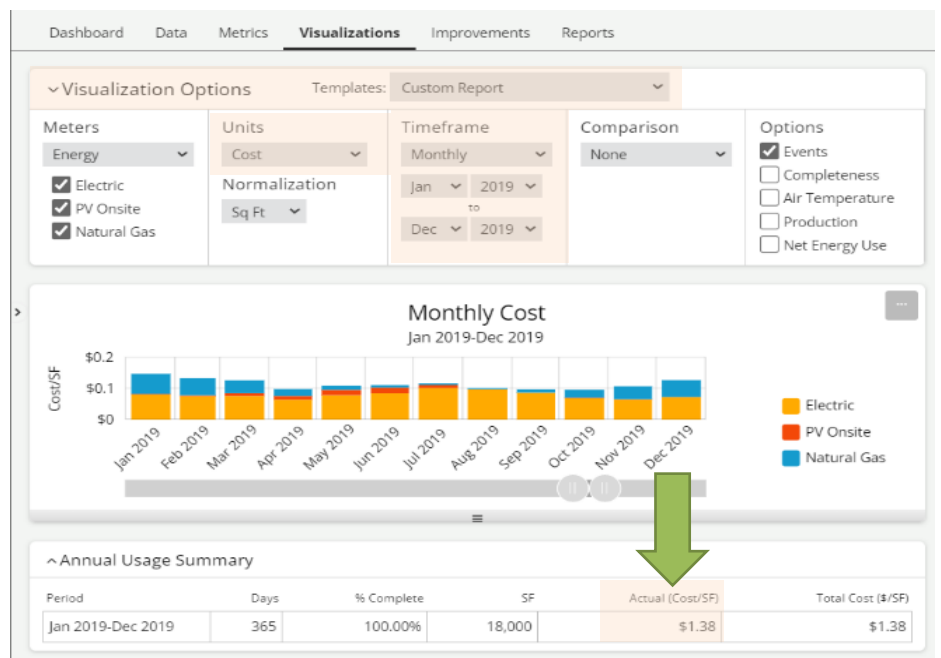 Dashboard Data Metrics Visualizations Improvements Reports
Visualization Options Templates: Custom Report
Meters
Energy
Electric
PV Onsite
Natural Gas
Units
Cost
Normalization
Sq Ft
Timeframe
Monthly
Jan 2019
to
Dec 2019
Comparison
None
Options
Events
Completeness
Air Temperature
Production
Net Energy Use
Monthly Cost
Jan 2019-Dec 2019
Cost/SF
$0.2
$0.1
$0
Jan 2019 Feb 2019 Mar 2019 Apr 2019 May 2019 Jun 2019 Jul 2019 Aug 2019 Sep 2019 Oct 2019 Nov 2019 Dec 2019
Electric
PV Onsite
Natural Gas
Annual Usage Summary
Period Days % Complete SF Actual (Cost/SF) Total Cost ($/SF)
Jan 2019-Dec 2019 365 100.00% 18,000 $1.38 $1.38